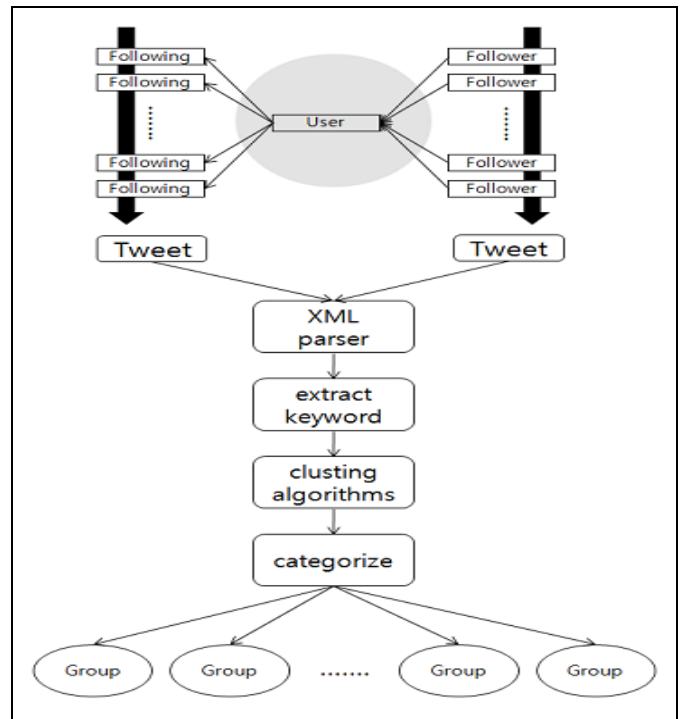 Following
Follower
Following
Follower
User
Following
Follower
Following
Follower
Tweet
Tweet
XML
parser
extract
keyword
clusting
algorithms
categorize
Group
Group
.......
Group
Group